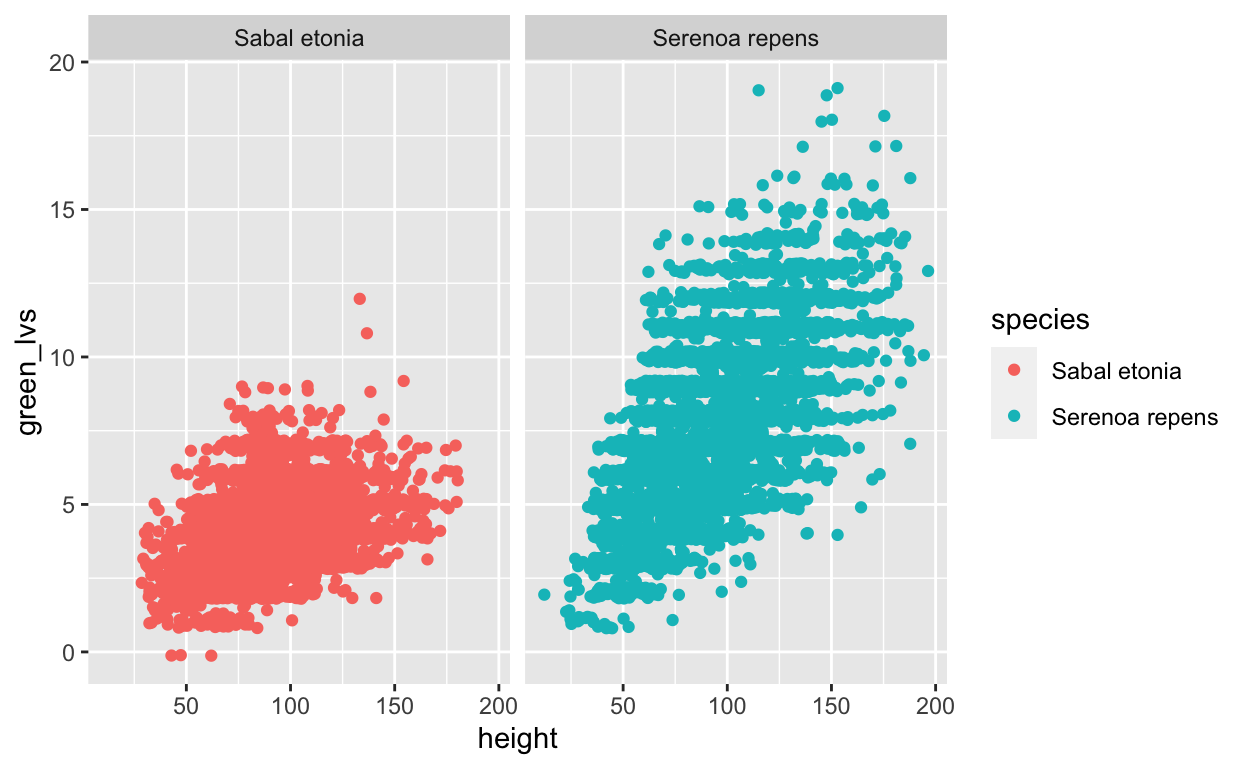 Sabal etonia
Serenoa repens
20
15
10
5
0
green_lvs
50 100 150 200
50 100 150 200
height
species
Sabal etonia
Serenoa repens